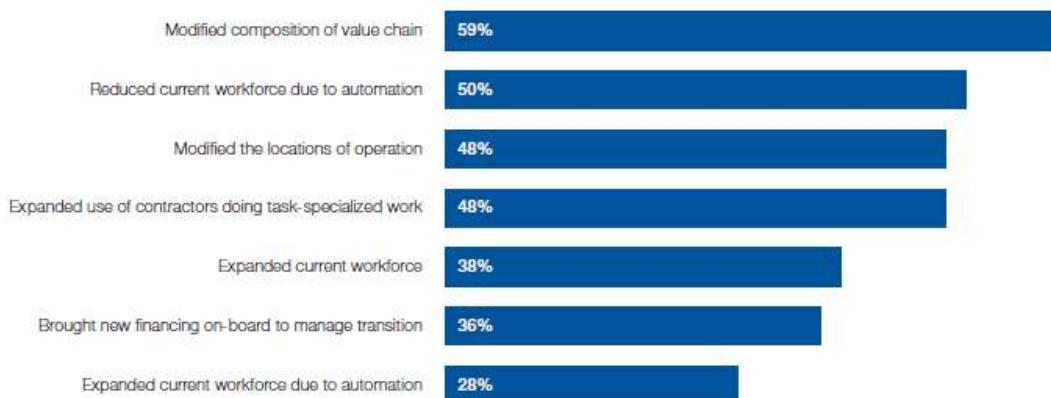 Modified composition of value chain 59%
Reduced current workforce due to automation 50%
Modified the locations of operation 48%
Expanded use of contractors doing task-specialized work 48%
Expanded current workforce 38%
Brought new financing on-board to manage transition 36%
Expanded current workforce due to automation 28%